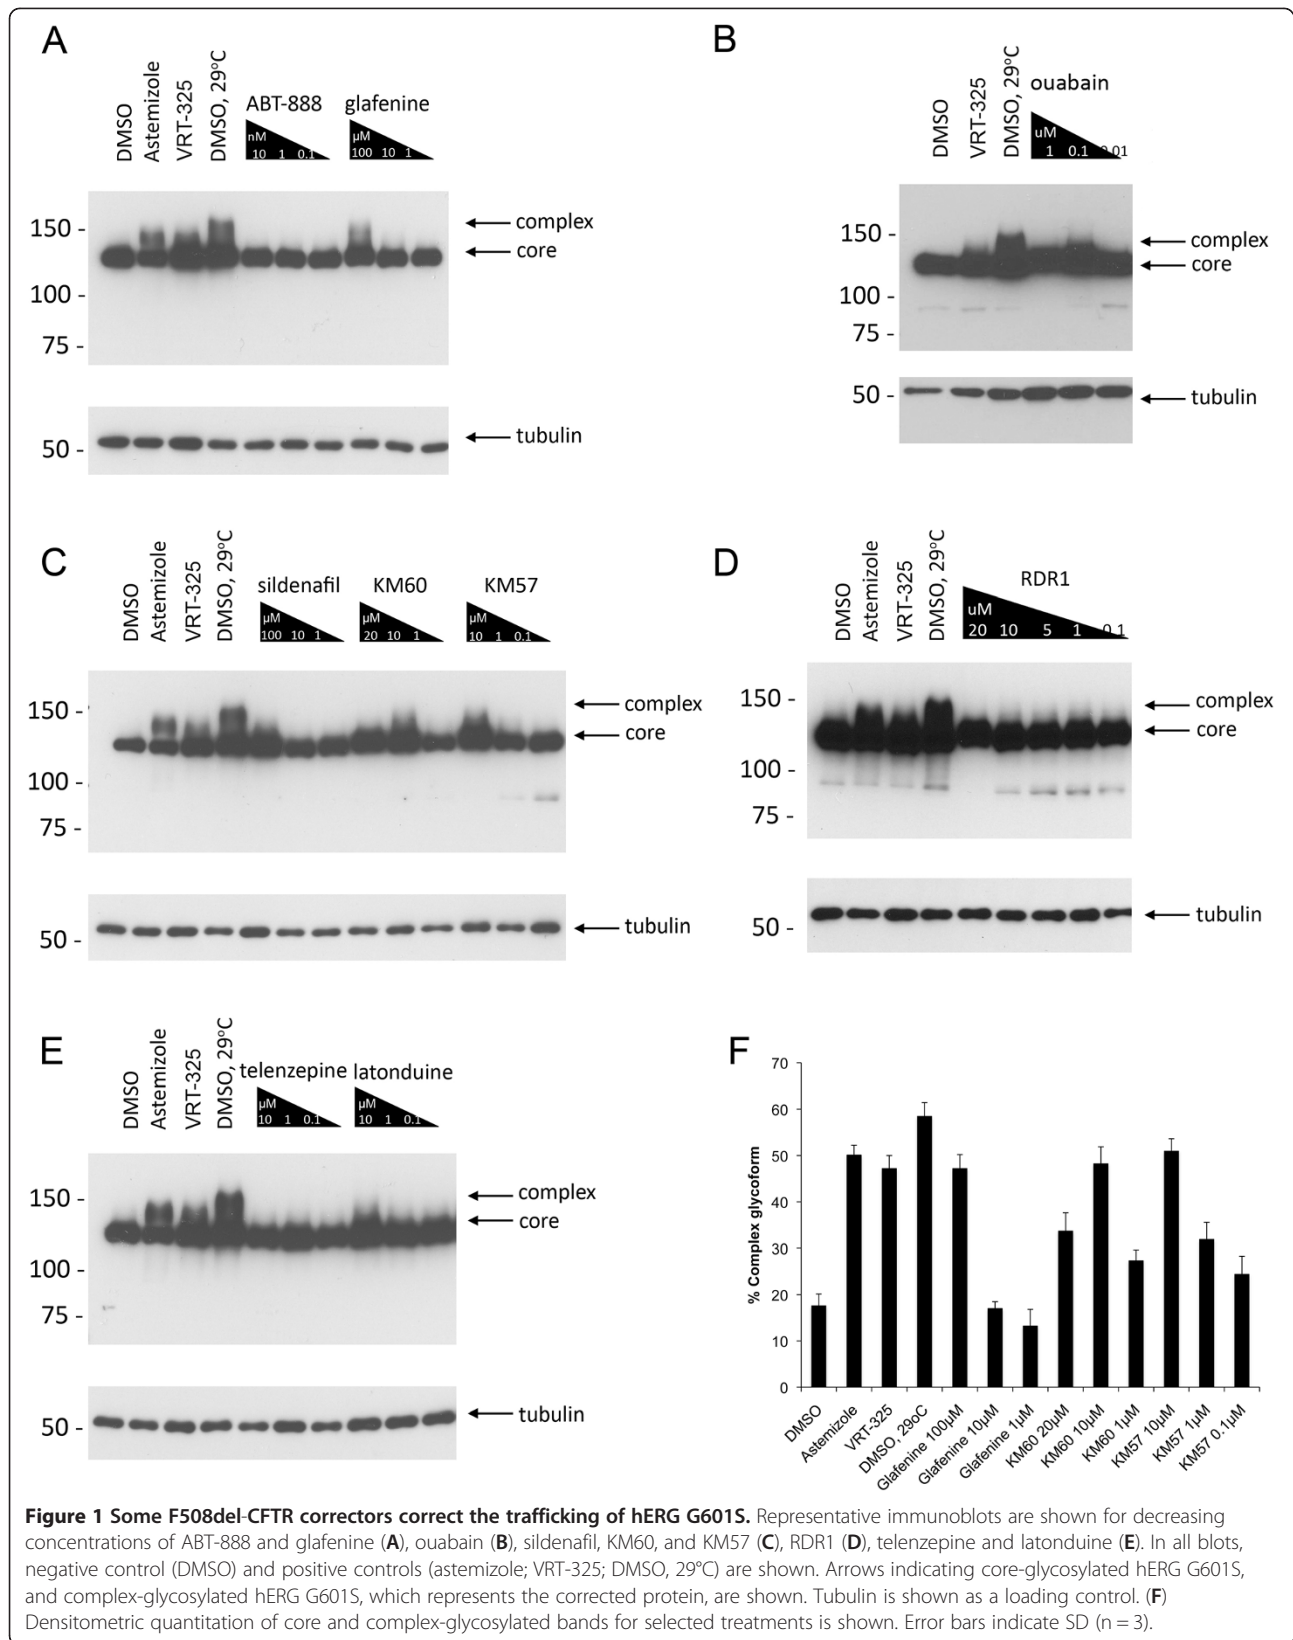 A
DMSO
Astemizole
VRT-325
DMSO, 29°C
ABT-888
nM
10 1 0.1
glafenine
µM
100 10 1
150 -
100 -
75 -
complex
core
50 -
tubulin
B
DMSO
VRT-325
DMSO, 29°C
ouabain
uM
1 0.1 0.01
150 -
100 -
75 -
complex
core
50 -
tubulin
C
DMSO
Astemizole
VRT-325
DMSO, 29°C
sildenafil
µM
100 10 1
KM60
µM
20 10 1
KM57
µM
10 1 0.1
150 -
100 -
75 -
complex
core
50 -
tubulin
D
DMSO
Astemizole
VRT-325
DMSO, 29°C
RDR1
uM
20 10 5 1 0.1
150 -
100 -
75 -
complex
core
50 -
tubulin
E
DMSO
Astemizole
VRT-325
DMSO, 29°C
telenzepine
µM
10 1 0.1
latonduine
µM
10 1 0.1
150 -
100 -
75 -
complex
core
50 -
tubulin
F
% Complex glycoform
70
60
50
40
30
20
10
0
DMSO
Astemizole
VRT-325
DMSO, 29oC
Glafenine 100µM
Glafenine 10µM
Glafenine 1µM
KM60 20µM
KM60 10µM
KM60 1µM
KM57 10µM
KM57 1µM
KM57 0.1µM
Figure 1 Some F508del-CFTR correctors correct the trafficking of hERG G601S. Representative immunoblots are shown for decreasing
concentrations of ABT-888 and glafenine (A), ouabain (B), sildenafil, KM60, and KM57 (C), RDR1 (D), telenzepine and latonduine (E). In all blots,
negative control (DMSO) and positive controls (astemizole; VRT-325; DMSO, 29°C) are shown. Arrows indicating core-glycosylated hERG G601S,
and complex-glycosylated hERG G601S, which represents the corrected protein, are shown. Tubulin is shown as a loading control. (F)
Densitometric quantitation of core and complex-glycosylated bands for selected treatments is shown. Error bars indicate SD (n = 3).